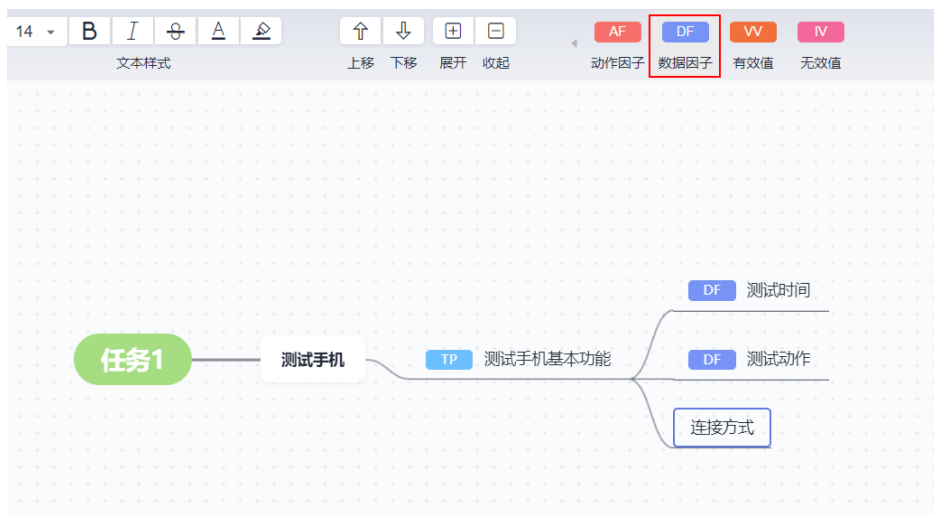 14 B I S A
AF DF VV IV
文本样式 上移 下移 展开 收起 动作因子 数据因子 有效值 无效值
DF 测试时间
任务1 测试手机 TP 测试手机基本功能 DF 测试动作
连接方式